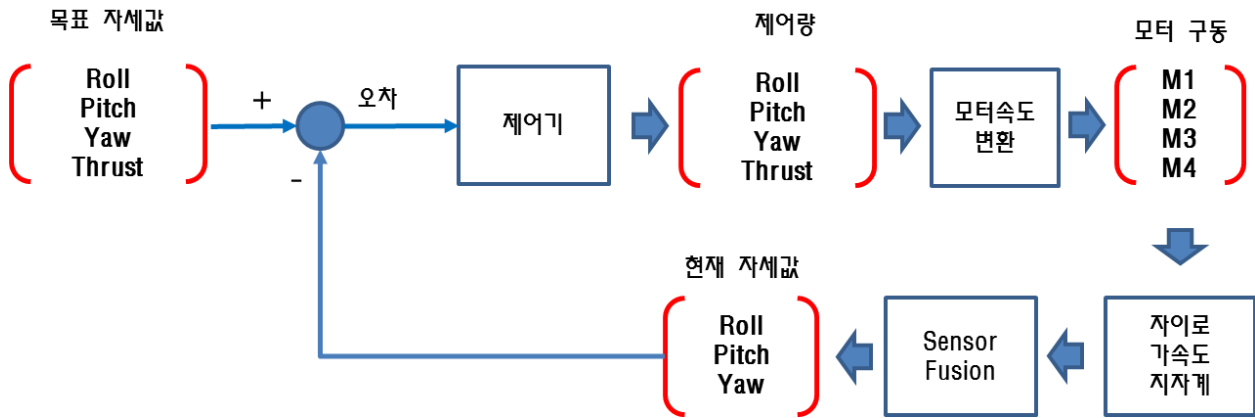 목표 자세값
Roll
Pitch
Yaw
Thrust
+
-
오차
제어기
제어량
Roll
Pitch
Yaw
Thrust
모터속도
변환
모터 구동
M1
M2
M3
M4
자이로
가속도
지자계
Sensor
Fusion
현재 자세값
Roll
Pitch
Yaw